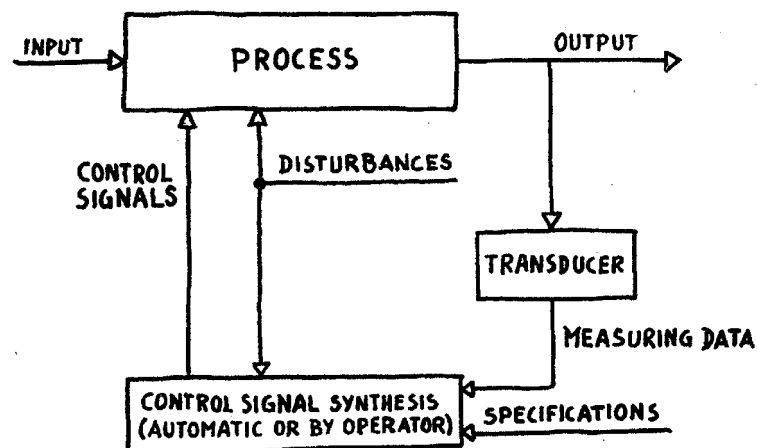 INPUT
PROCESS
OUTPUT
CONTROL
SIGNALS
DISTURBANCES
TRANSDUCER
MEASURING DATA
CONTROL SIGNAL SYNTHESIS
(AUTOMATIC OR BY OPERATOR)
SPECIFICATIONS